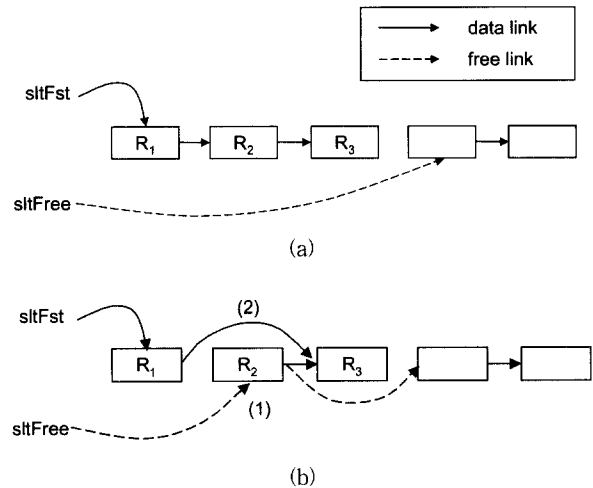 data link
free link
sltFst
R1
R2
R3
sltFree
(a)
sltFst
(2)
R1
R2
R3
(1)
sltFree
(b)